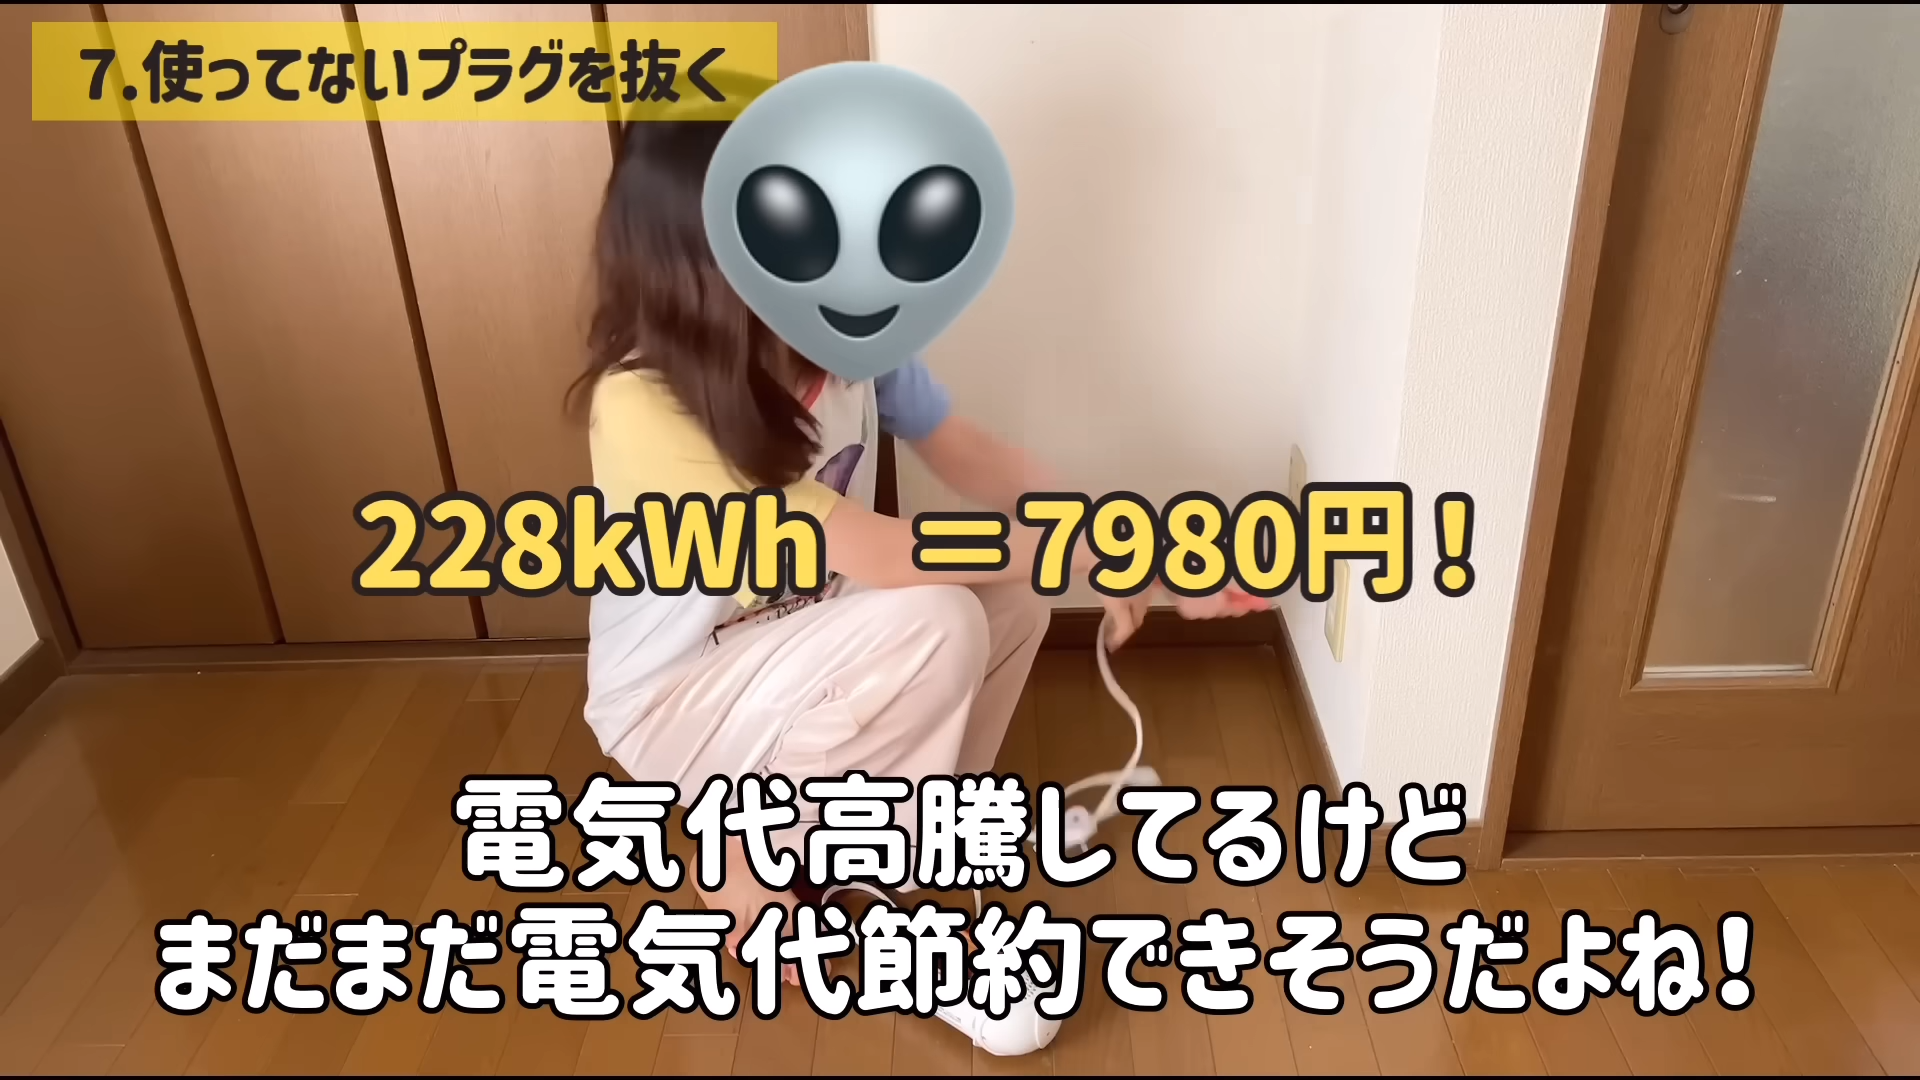 7.使ってないプラグを抜く
228kWh =7980円!
電気代高騰してるけど
まだまだ電気代節約できそうだよね!